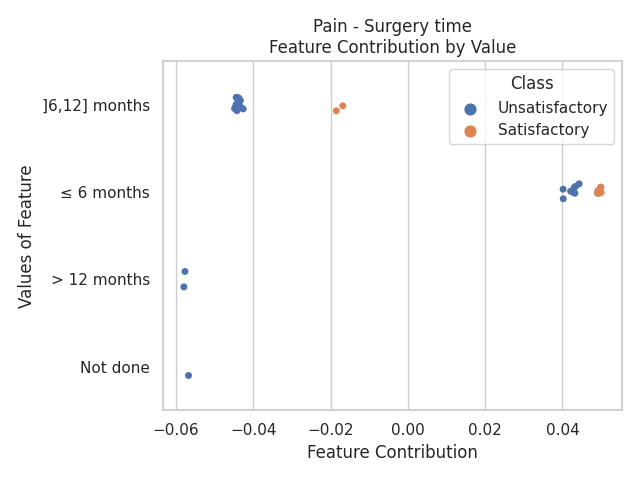 Pain - Surgery time
Feature Contribution by Value
Class
Unsatisfactory
Satisfactory
Values of Feature
]6,12] months
≤ 6 months
> 12 months
Not done
−0.06 −0.04 −0.02 0.00 0.02 0.04
Feature Contribution